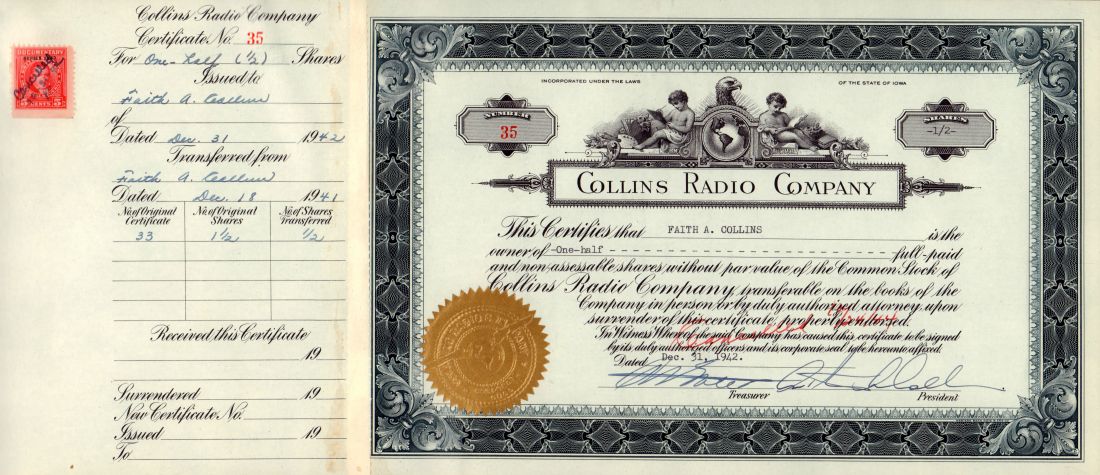 Collins Radio Company
Certificate No. 35
For One-half (½) Shares
Issued to
Faith A. Collins
of
Dated Dec. 31 1942
Transferred from
Faith A. Collins
Dated Dec. 18 1941
No. of Original Certificate No. of Original Shares No. of Shares Transferred
33 1½ ½
Received this Certificate
19
Surrendered 19
New Certificate No.
Issued 19
To
DOCUMENTARY
5 CENTS 5
INCORPORATED UNDER THE LAWS OF THE STATE OF IOWA
NUMBER
35
SHARES
-1/2-
COLLINS RADIO COMPANY
This Certifies that FAITH A. COLLINS is the
owner of -One-half - - - - - - - - - - - - - - - - - - - - - - - - - - full-paid
and non-assessable shares without par value of the Common Stock of
Collins Radio Company transferable on the books of the
Company in person or by duly authorized attorney upon
surrender of this certificate properly endorsed.
In Witness Whereof the said Company has caused this certificate to be signed
by its duly authorized officers and its corporate seal to be hereunto affixed.
Dated Dec. 31, 1942.
Treasurer President
Cancelled